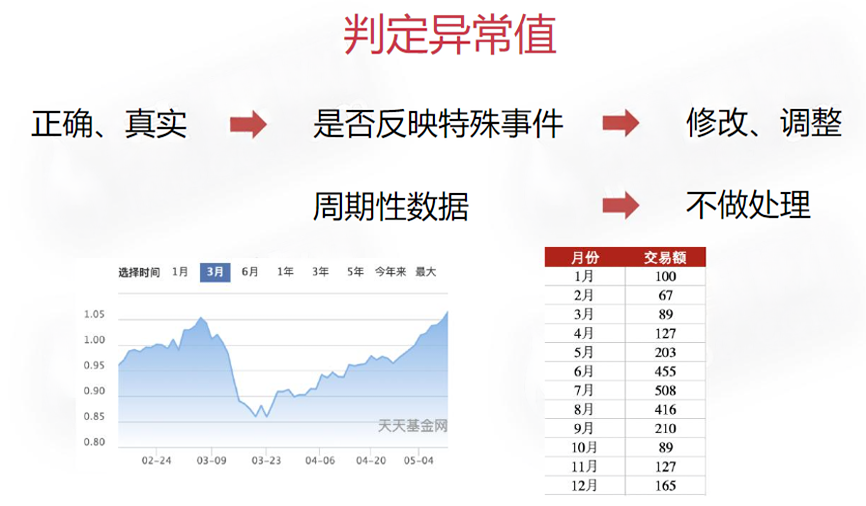 判定异常值
正确、真实 是否反映特殊事件 修改、调整
周期性数据 不做处理
选择时间 1月 3月 6月 1年 3年 5年 今年来 最大
1.05
1.00
0.95
0.90
0.85
0.80
天天基金网
02-24 03-09 03-23 04-06 04-20 05-04
月份 交易额
1月 100
2月 67
3月 89
4月 127
5月 203
6月 455
7月 508
8月 416
9月 210
10月 89
11月 127
12月 165